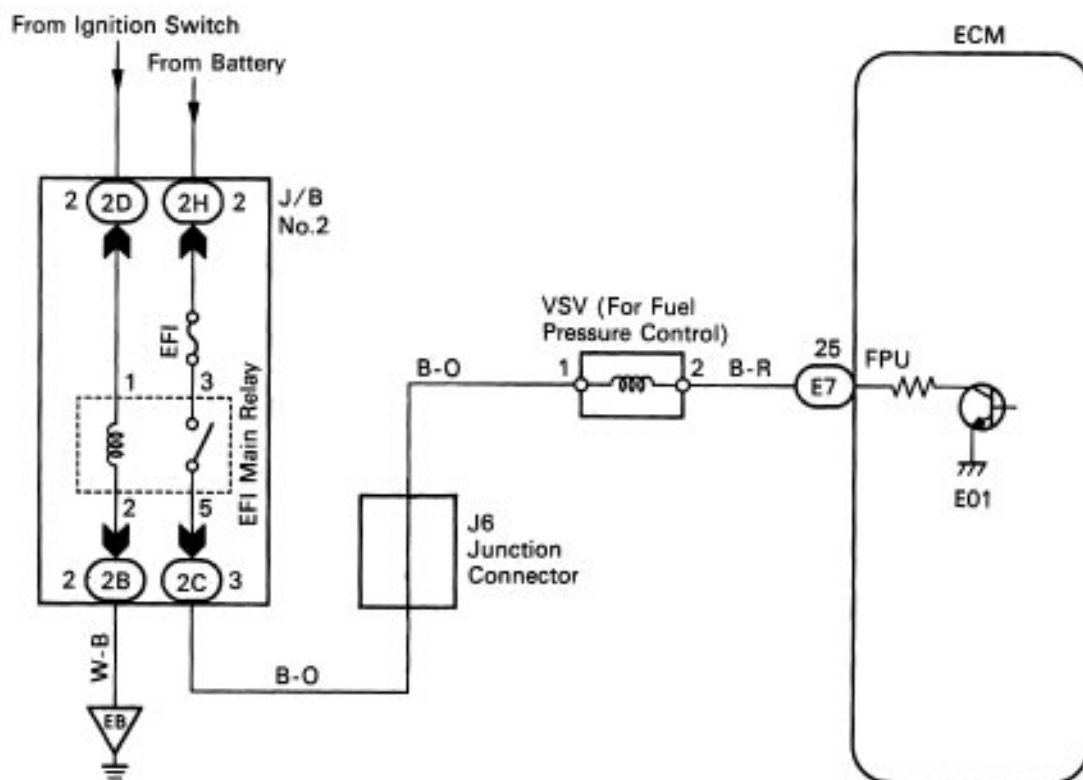 From Ignition Switch
From Battery
ECM
2
2D
2H
2
J/B
No.2
EFI
1
3
EFI Main Relay
2
5
2
2B
2C
3
W-B
EB
B-O
J6
Junction
Connector
B-O
VSV (For Fuel
Pressure Control)
1
2
B-R
25
E7
FPU
E01